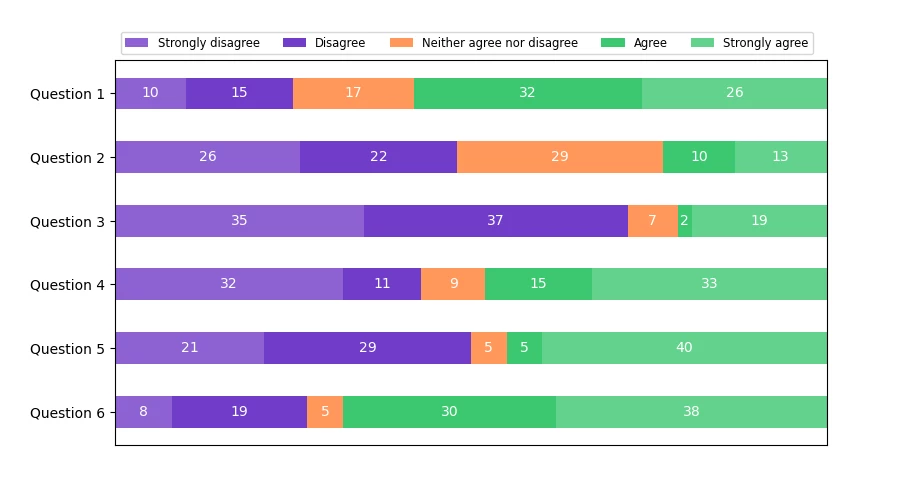 Strongly disagree Disagree Neither agree nor disagree Agree Strongly agree
Question 1 10 15 17 32 26
Question 2 26 22 29 10 13
Question 3 35 37 7 2 19
Question 4 32 11 9 15 33
Question 5 21 29 5 5 40
Question 6 8 19 5 30 38